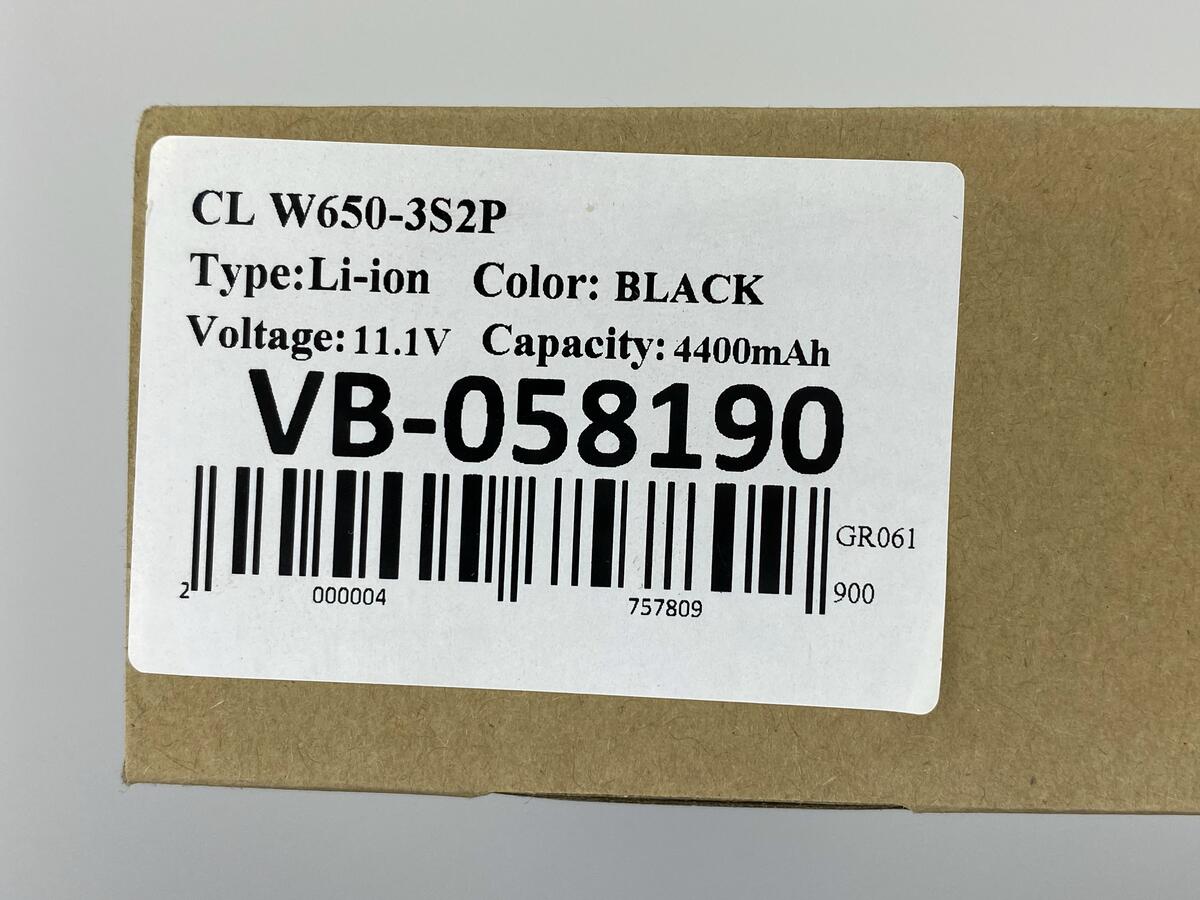 CL W650-3S2P
Type:Li-ion Color: BLACK
Voltage:11.1V Capacity:4400mAh
VB-058190
GR061
2 000004 757809 900